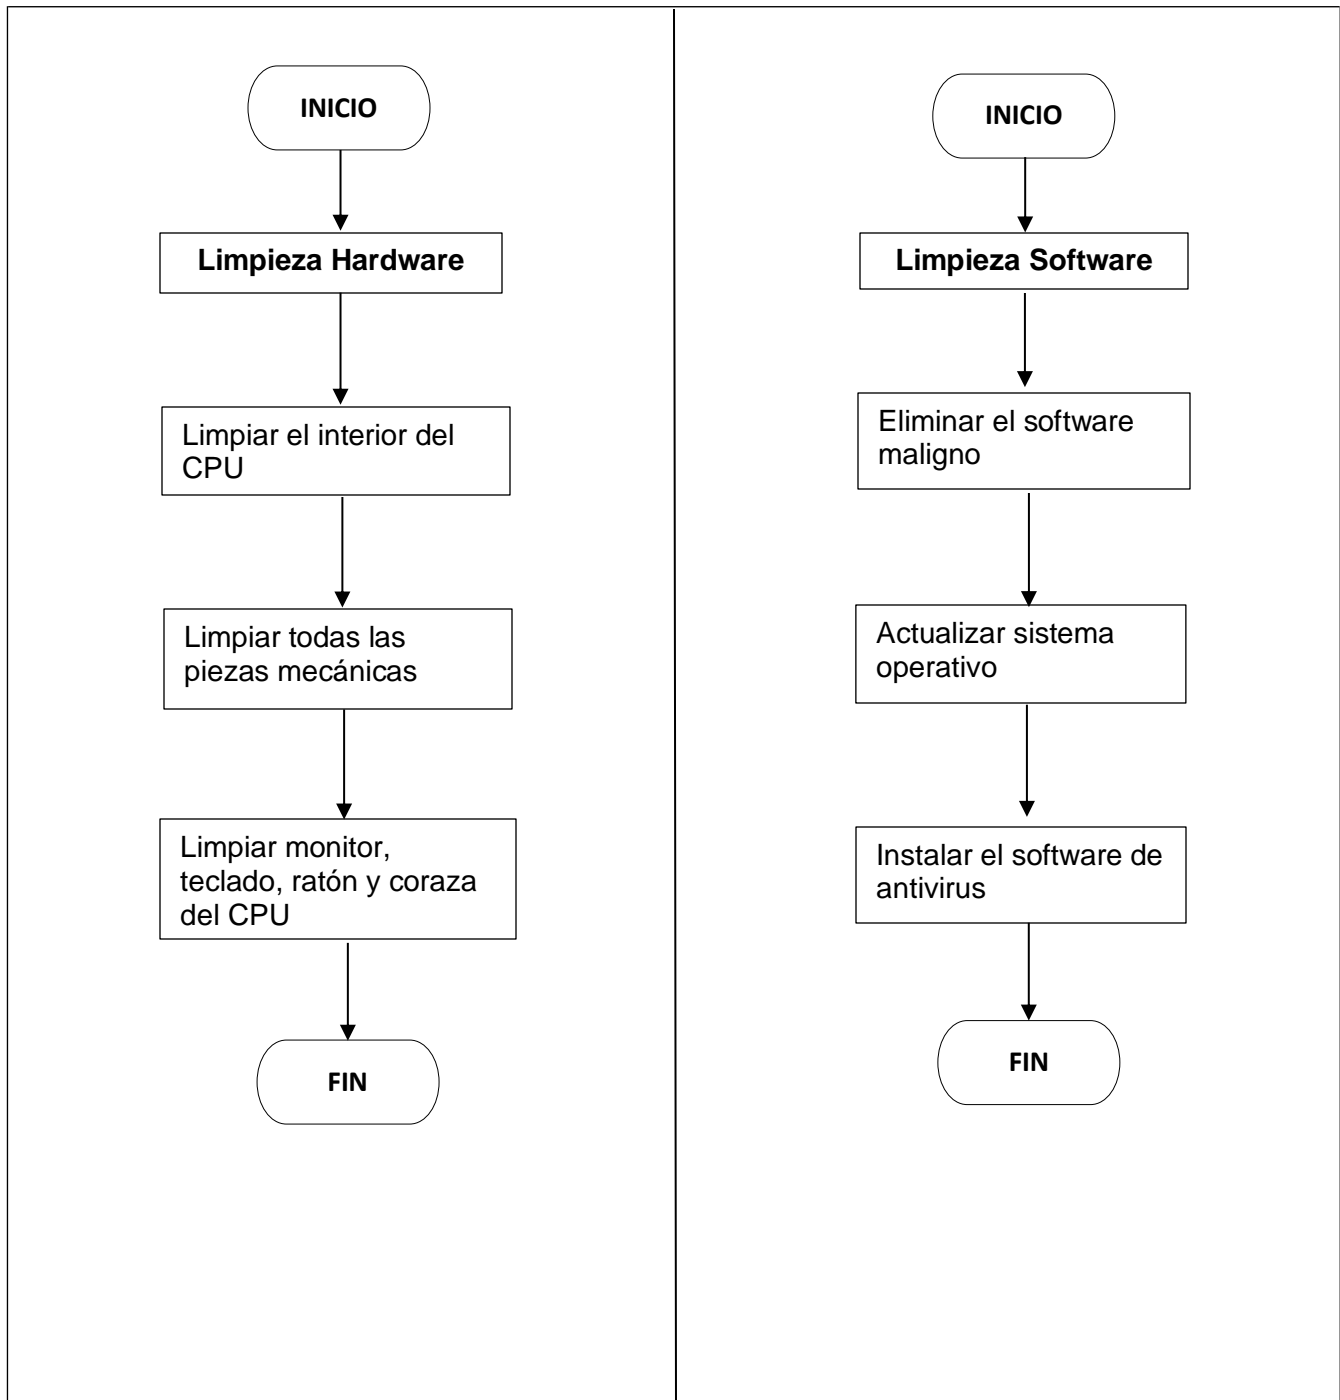 INICIO
Limpieza Hardware
Limpiar el interior del
CPU
Limpiar todas las
piezas mecánicas
Limpiar monitor,
teclado, ratón y coraza
del CPU
FIN
INICIO
Limpieza Software
Eliminar el software
maligno
Actualizar sistema
operativo
Instalar el software de
antivirus
FIN